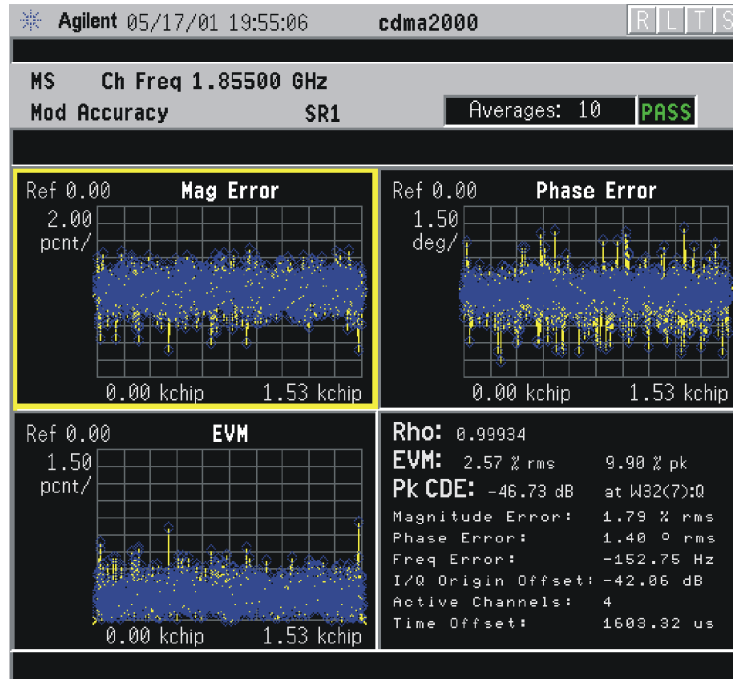 Agilent 05/17/01 19:55:06 cdma2000 R L T S
MS Ch Freq 1.85500 GHz
Mod Accuracy SR1 Averages: 10 PASS
Ref 0.00 Mag Error
2.00
pcnt/
0.00 kchip 1.53 kchip
Ref 0.00 Phase Error
1.50
deg/
0.00 kchip 1.53 kchip
Ref 0.00 EVM
1.50
pcnt/
0.00 kchip 1.53 kchip
Rho: 0.99934
EVM: 2.57 % rms 9.90 % pk
Pk CDE: -46.73 dB at W32(7):Q
Magnitude Error: 1.79 % rms
Phase Error: 1.40 º rms
Freq Error: -152.75 Hz
I/Q Origin Offset: -42.06 dB
Active Channels: 4
Time Offset: 1603.32 us